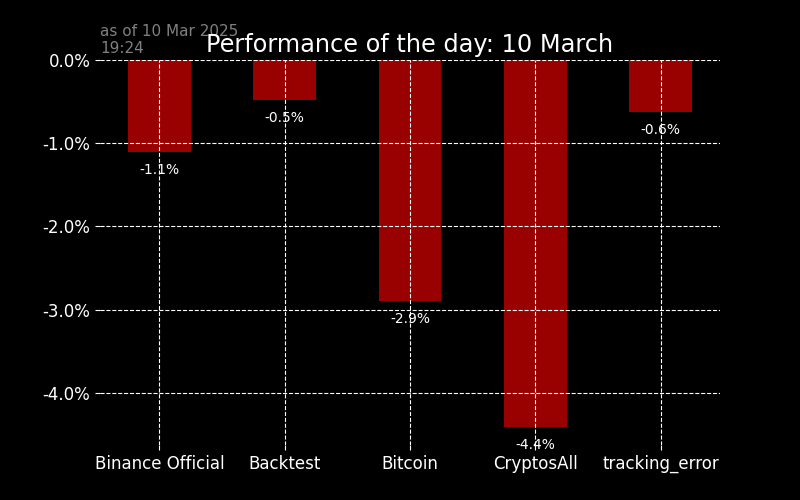 as of 10 Mar 2025
19:24
Performance of the day: 10 March
0.0%
-1.0%
-2.0%
-3.0%
-4.0%
-1.1%
-0.5%
-2.9%
-4.4%
-0.6%
Binance Official
Backtest
Bitcoin
CryptosAll
tracking_error